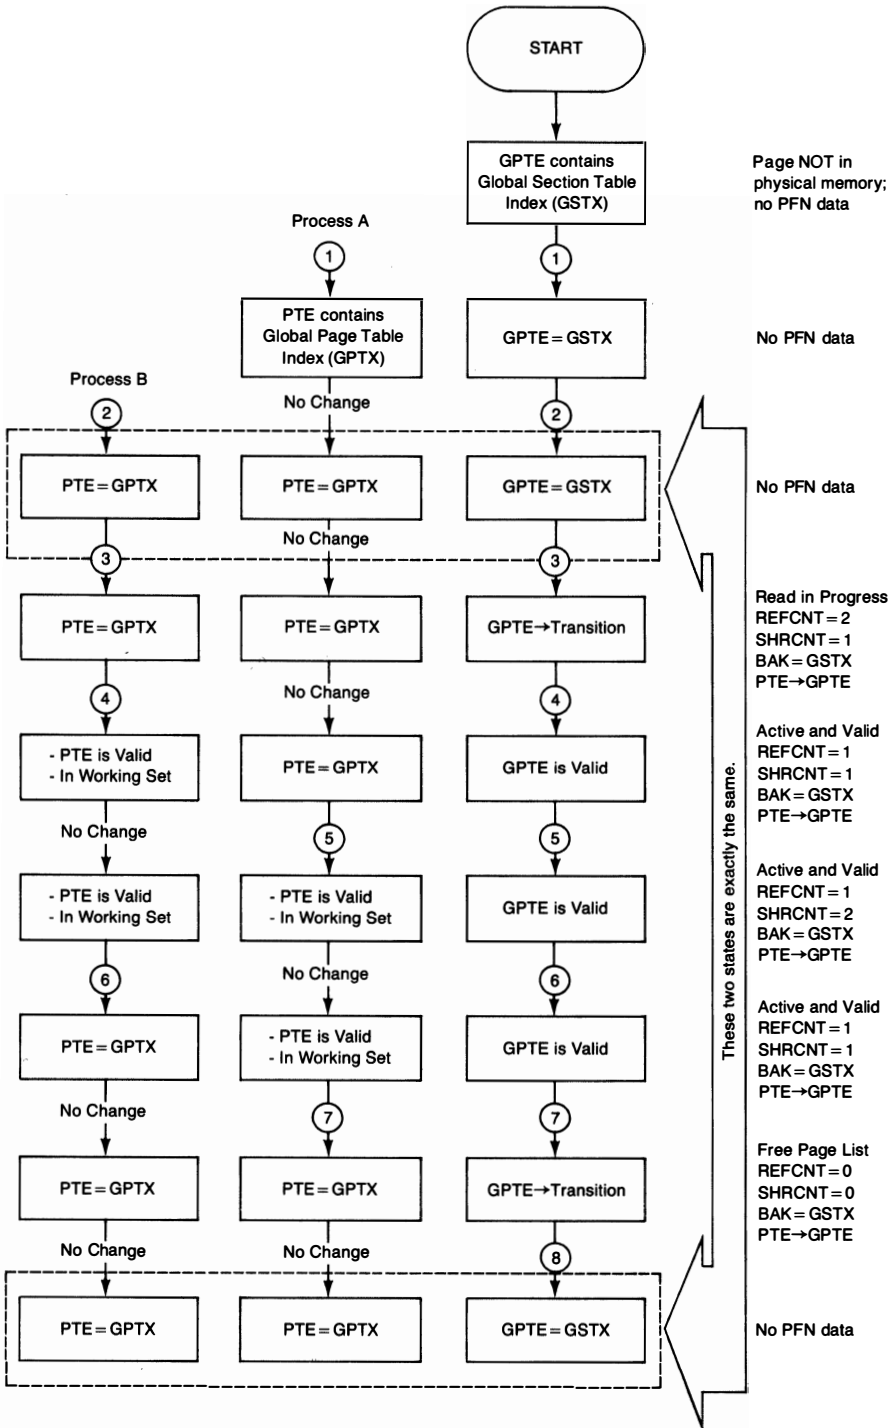 START
GPTE contains
Global Section Table
Index (GSTX)
Page NOT in
physical memory;
no PFN data
Process A
1
1
PTE contains
Global Page Table
Index (GPTX)
GPTE=GSTX
No PFN data
Process B
No Change
2
2
PTE=GPTX
PTE=GPTX
GPTE=GSTX
No PFN data
No Change
3
3
PTE=GPTX
PTE=GPTX
GPTE→Transition
Read in Progress
REFCNT=2
SHRCNT=1
BAK=GSTX
PTE→GPTE
4
No Change
4
- PTE is Valid
- In Working Set
PTE=GPTX
GPTE is Valid
Active and Valid
REFCNT=1
SHRCNT=1
BAK=GSTX
PTE→GPTE
These two states are exactly the same.
No Change
5
5
- PTE is Valid
- In Working Set
- PTE is Valid
- In Working Set
GPTE is Valid
Active and Valid
REFCNT=1
SHRCNT=2
BAK=GSTX
PTE→GPTE
6
No Change
6
PTE=GPTX
- PTE is Valid
- In Working Set
GPTE is Valid
Active and Valid
REFCNT=1
SHRCNT=1
BAK=GSTX
PTE→GPTE
No Change
7
7
PTE=GPTX
PTE=GPTX
GPTE→Transition
Free Page List
REFCNT=0
SHRCNT=0
BAK=GSTX
PTE→GPTE
No Change
No Change
8
PTE=GPTX
PTE=GPTX
GPTE=GSTX
No PFN data